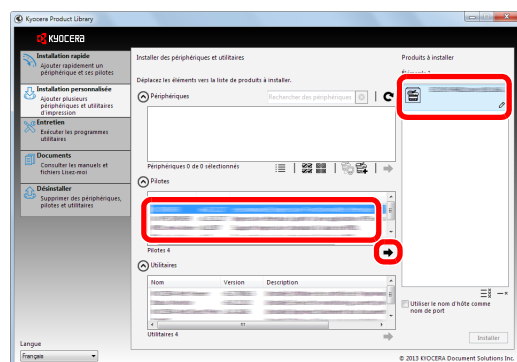 Kyocera Product Library
KYOCERA
Installation rapide
Ajouter rapidement un
périphérique et ses pilotes
Installation personnalisée
Ajouter plusieurs
périphériques et utilitaires
d'impression
Entretien
Exécuter les programmes
utilitaires
Documents
Consulter les manuels et
fichiers Lisez-moi
Désinstaller
Supprimer des périphériques,
pilotes et utilitaires
Langue
Français
Installer des périphériques et utilitaires
Déplacez les éléments vers la liste de produits à installer.
Périphériques
Rechercher des périphériques
Périphériques 0 de 0 sélectionnés
Pilotes
Pilotes 4
Utilitaires
Nom Version Description
Utilitaires 4
Produits à installer
Utiliser le nom d'hôte comme
nom de port
Installer
© 2013 KYOCERA Document Solutions Inc.